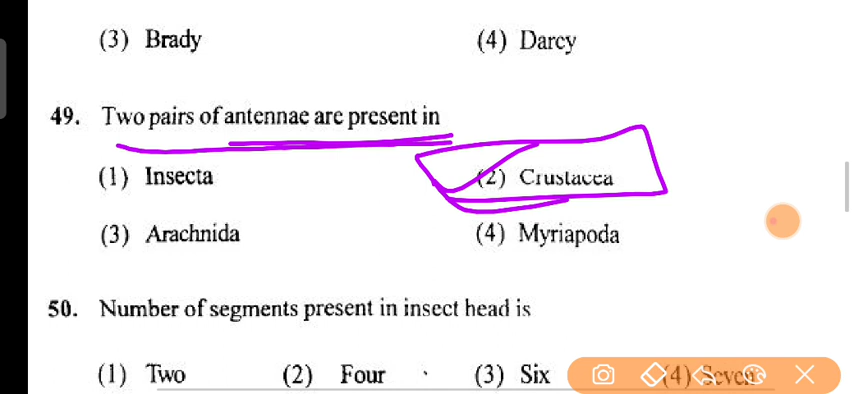 (3) Brady (4) Darcy
49. Two pairs of antennae are present in
(1) Insecta (2) Crustacea
(3) Arachnida (4) Myriapoda
50. Number of segments present in insect head is
(1) Two (2) Four (3) Six (4) Seven